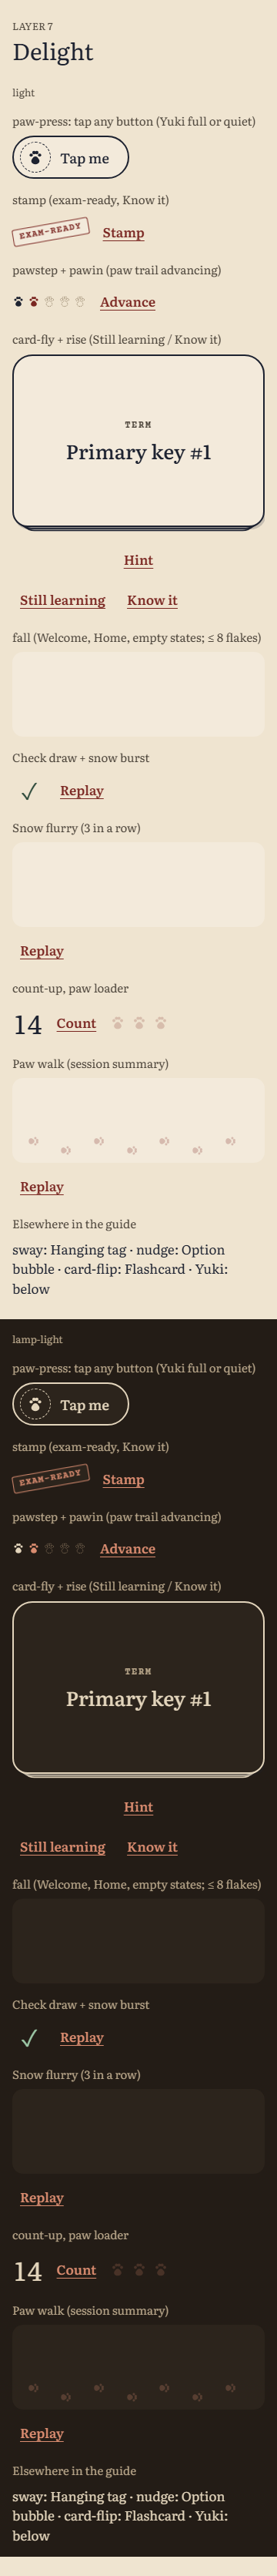 LAYER 7
Delight
light
paw-press: tap any button (Yuki full or quiet)
Tap me
stamp (exam-ready, Know it)
EXAM-READY
Stamp
pawstep + pawin (paw trail advancing)
Advance
card-fly + rise (Still learning / Know it)
TERM
Primary key #1
Hint
Still learning
Know it
fall (Welcome, Home, empty states; ≤ 8 flakes)
Check draw + snow burst
Replay
Snow flurry (3 in a row)
Replay
count-up, paw loader
14
Count
Paw walk (session summary)
Replay
Elsewhere in the guide
sway: Hanging tag · nudge: Option
bubble · card-flip: Flashcard · Yuki:
below
lamp-light
paw-press: tap any button (Yuki full or quiet)
Tap me
stamp (exam-ready, Know it)
EXAM-READY
Stamp
pawstep + pawin (paw trail advancing)
Advance
card-fly + rise (Still learning / Know it)
TERM
Primary key #1
Hint
Still learning
Know it
fall (Welcome, Home, empty states; ≤ 8 flakes)
Check draw + snow burst
Replay
Snow flurry (3 in a row)
Replay
count-up, paw loader
14
Count
Paw walk (session summary)
Replay
Elsewhere in the guide
sway: Hanging tag · nudge: Option
bubble · card-flip: Flashcard · Yuki:
below